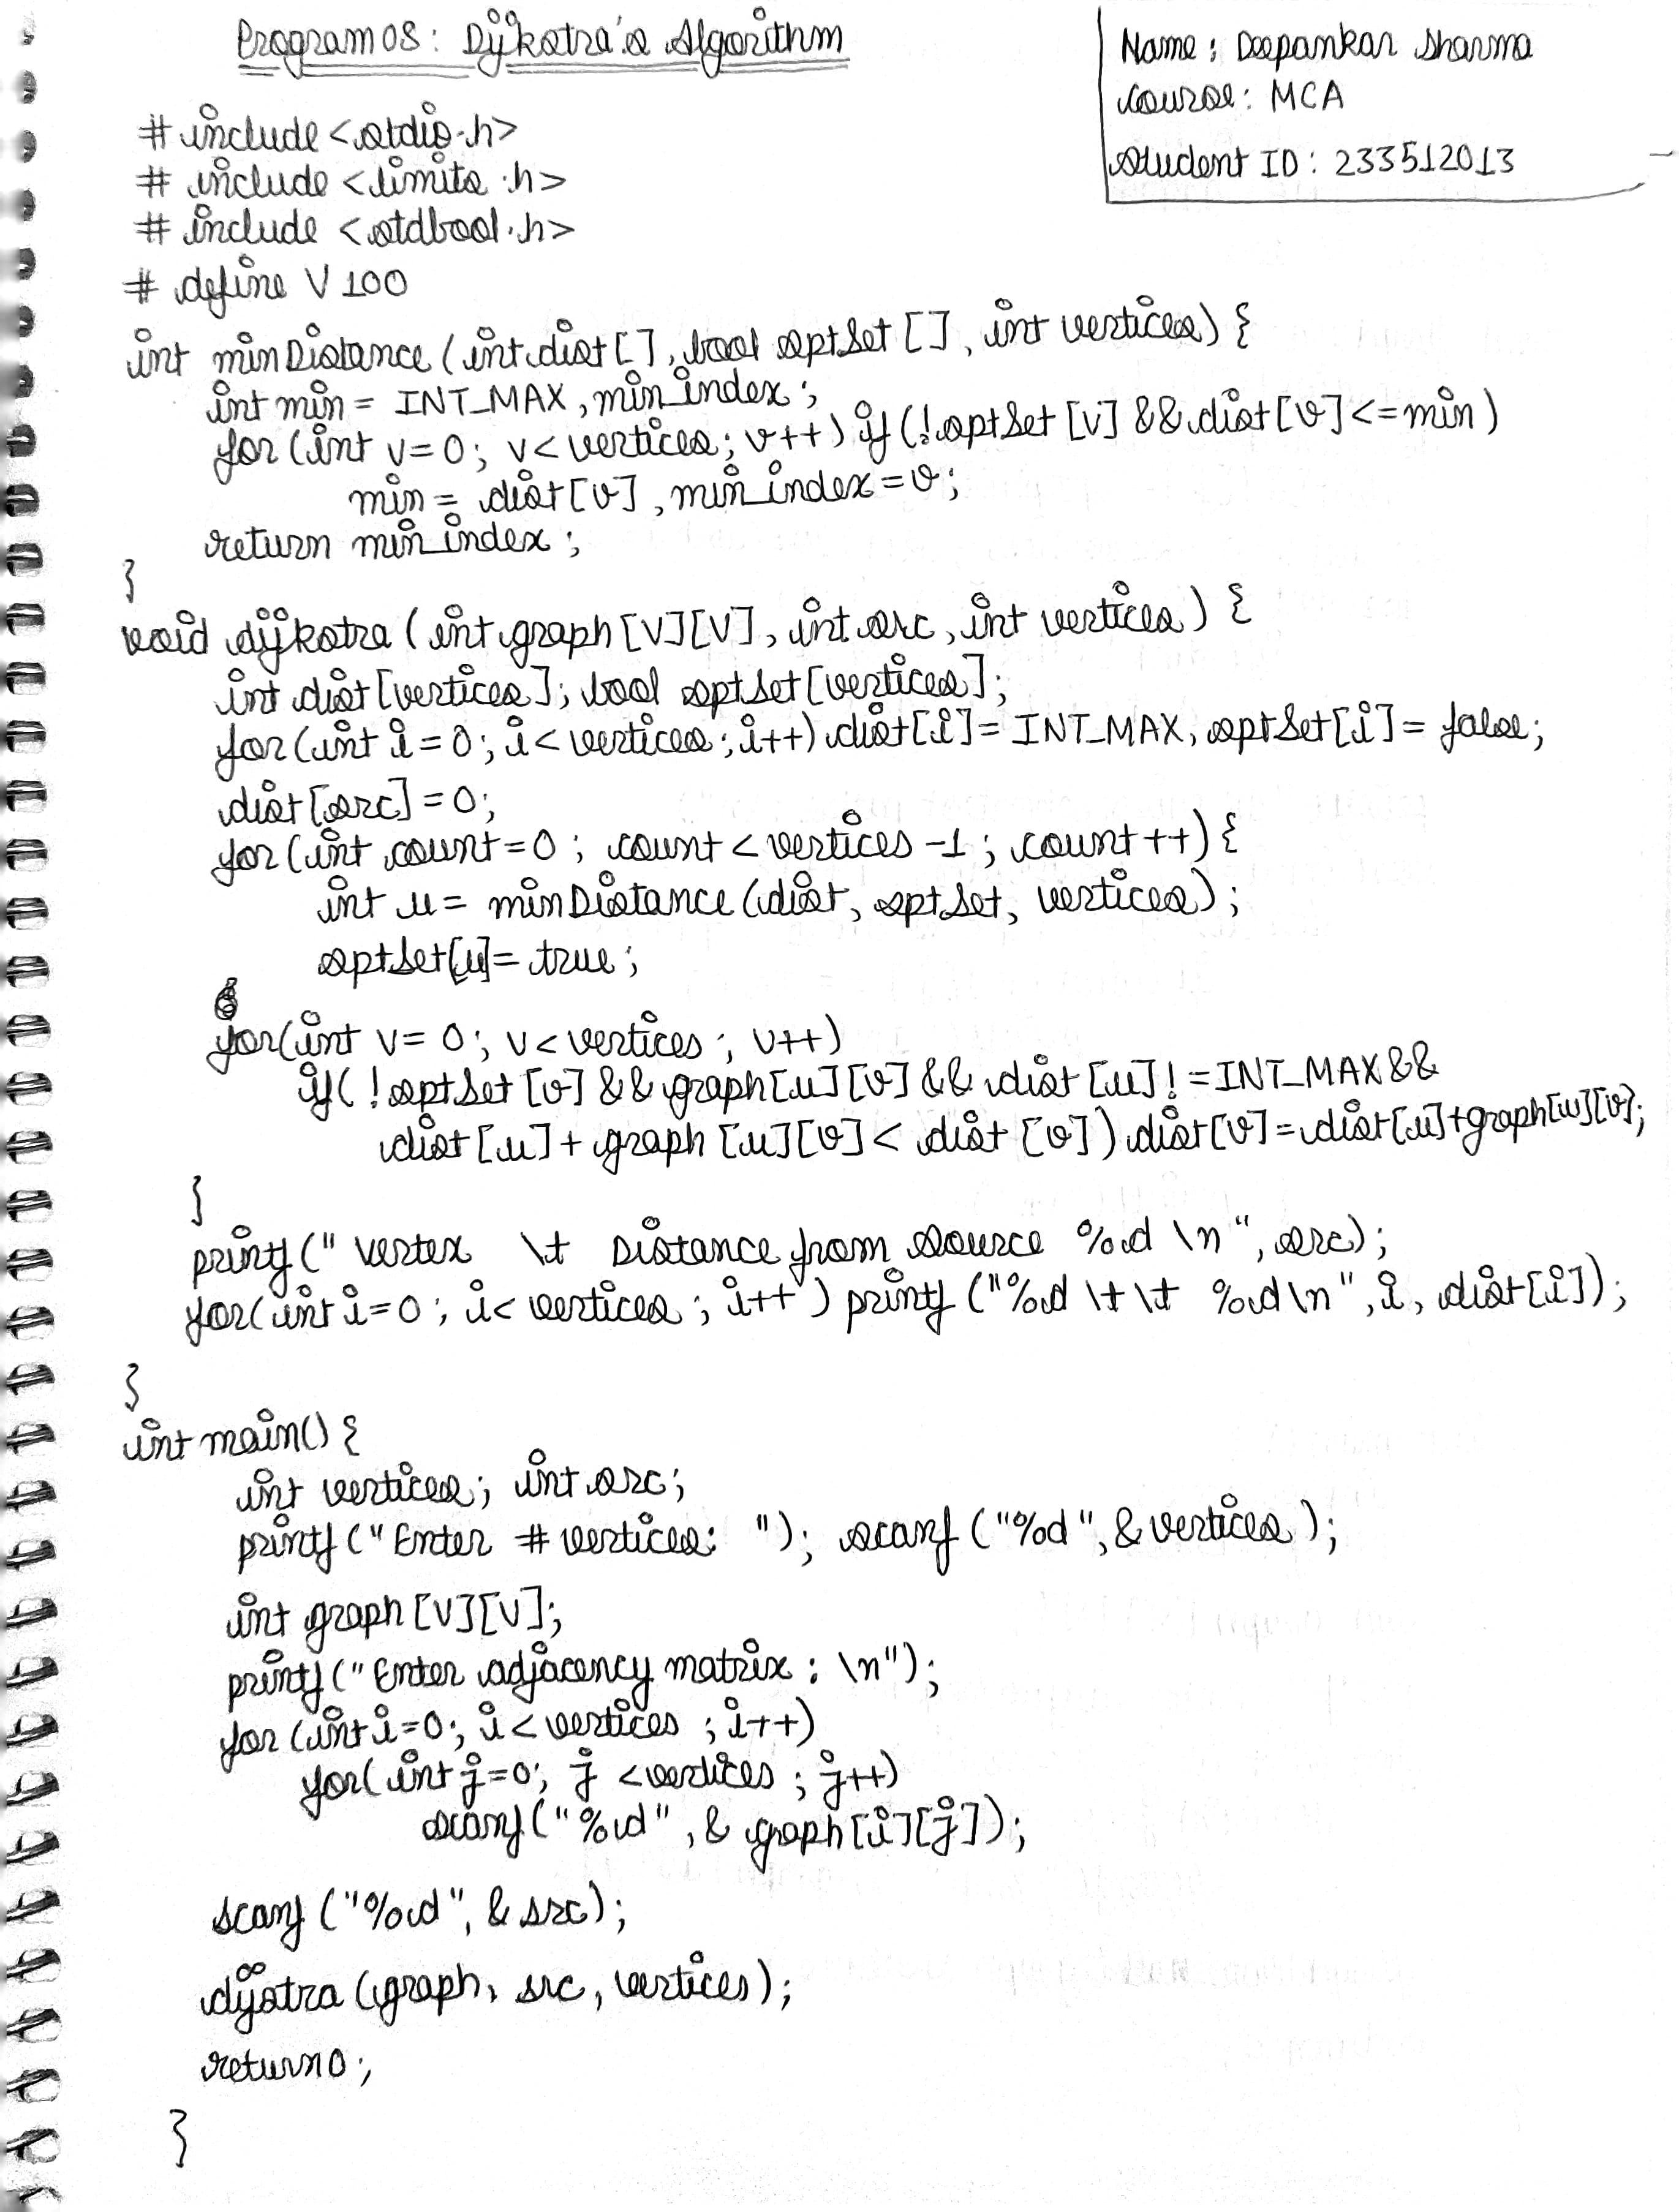 Program 08: Dijkstra's Algorithm
Name: Deepankar Sharma
Course: MCA
Student ID: 233512013
# include <stdio.h>
# include <limits.h>
# include <stdbool.h>
# define V 100
int minDistance (int dist[], bool sptSet [], int vertices) {
int min = INT_MAX, min_index;
for (int v=0; v< vertices; v++) if (!sptSet [v] && dist[v] <=min)
min = dist[v], min_index=v;
return min_index;
}
void dijkstra (int graph [V][V], int src, int vertices) {
int dist [vertices]; bool sptSet [vertices];
for (int i=0; i< vertices; i++) dist[i]= INT_MAX, sptSet[i]= false;
dist[src]=0;
for (int count=0; count < vertices -1; count ++) {
int u= minDistance (dist, sptSet, vertices);
sptSet[u]= true;
for(int v= 0; v< vertices; v++)
if( !sptSet [v] && graph[u][v] && dist [u] != INT_MAX &&
dist [u] + graph [u][v] < dist [v]) dist[v]= dist[u]+graph[u][v];
}
printf (" Vertex \t Distance from source %d \n", src);
for(int i=0; i< vertices; i++) printf ("%d \t \t %d\n", i, dist[i]);
}
int main() {
int vertices; int src;
printf ("Enter # vertices: "); scanf ("%d", & vertices);
int graph [V][V];
printf ("Enter adjacency matrix : \n");
for (int i=0; i< vertices; i++)
for( int j=0; j < vertices; j++)
scanf ("%d", & graph [i][j]);
scanf ("%d", & src);
dijstra (graph, src, vertices);
return 0;
}